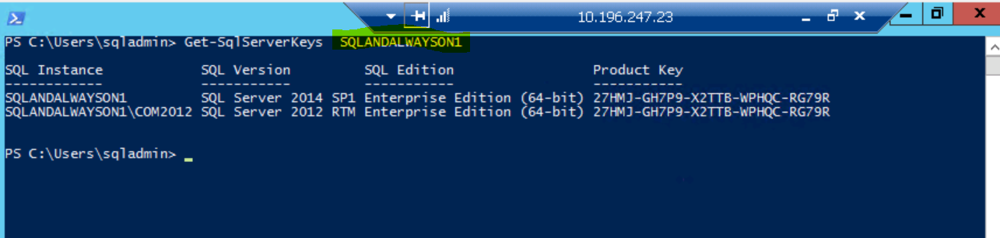 10.196.247.23
PS C:\Users\sqladmin> Get-SqlServerKeys SQLANDALWAYSON1
SQL Instance SQL Version SQL Edition Product Key
------------ ----------- ----------- -----------
SQLANDALWAYSON1 SQL Server 2014 SP1 Enterprise Edition (64-bit) 27HMJ-GH7P9-X2TTB-WPHQC-RG79R
SQLANDALWAYSON1\COM2012 SQL Server 2012 RTM Enterprise Edition (64-bit) 27HMJ-GH7P9-X2TTB-WPHQC-RG79R
PS C:\Users\sqladmin> _